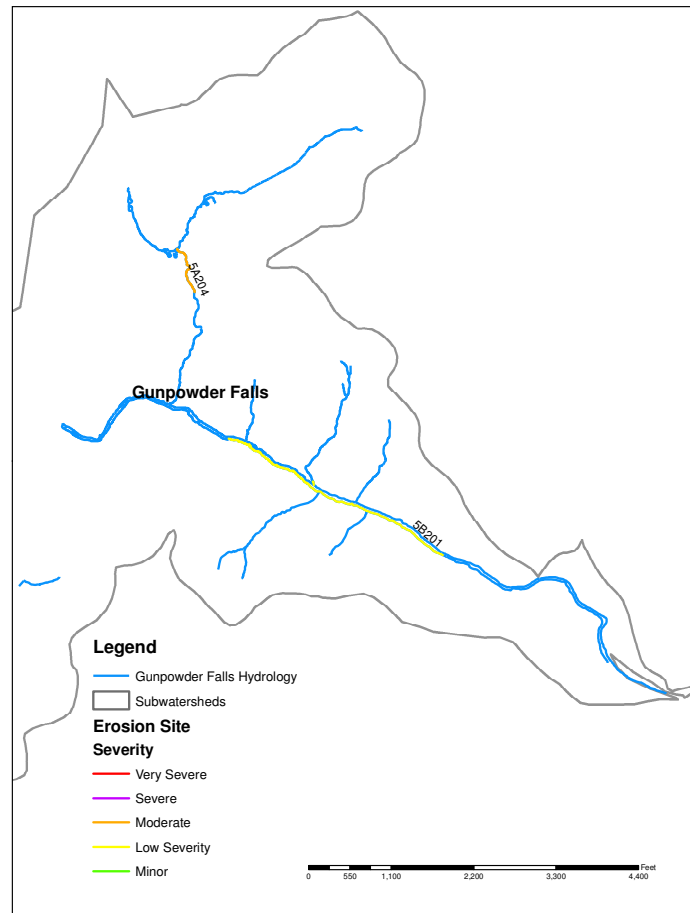 5A204
Gunpowder Falls
5B201
Legend
Gunpowder Falls Hydrology
Subwatersheds
Erosion Site
Severity
Very Severe
Severe
Moderate
Low Severity
Minor
Feet
0 550 1,100 2,200 3,300 4,400